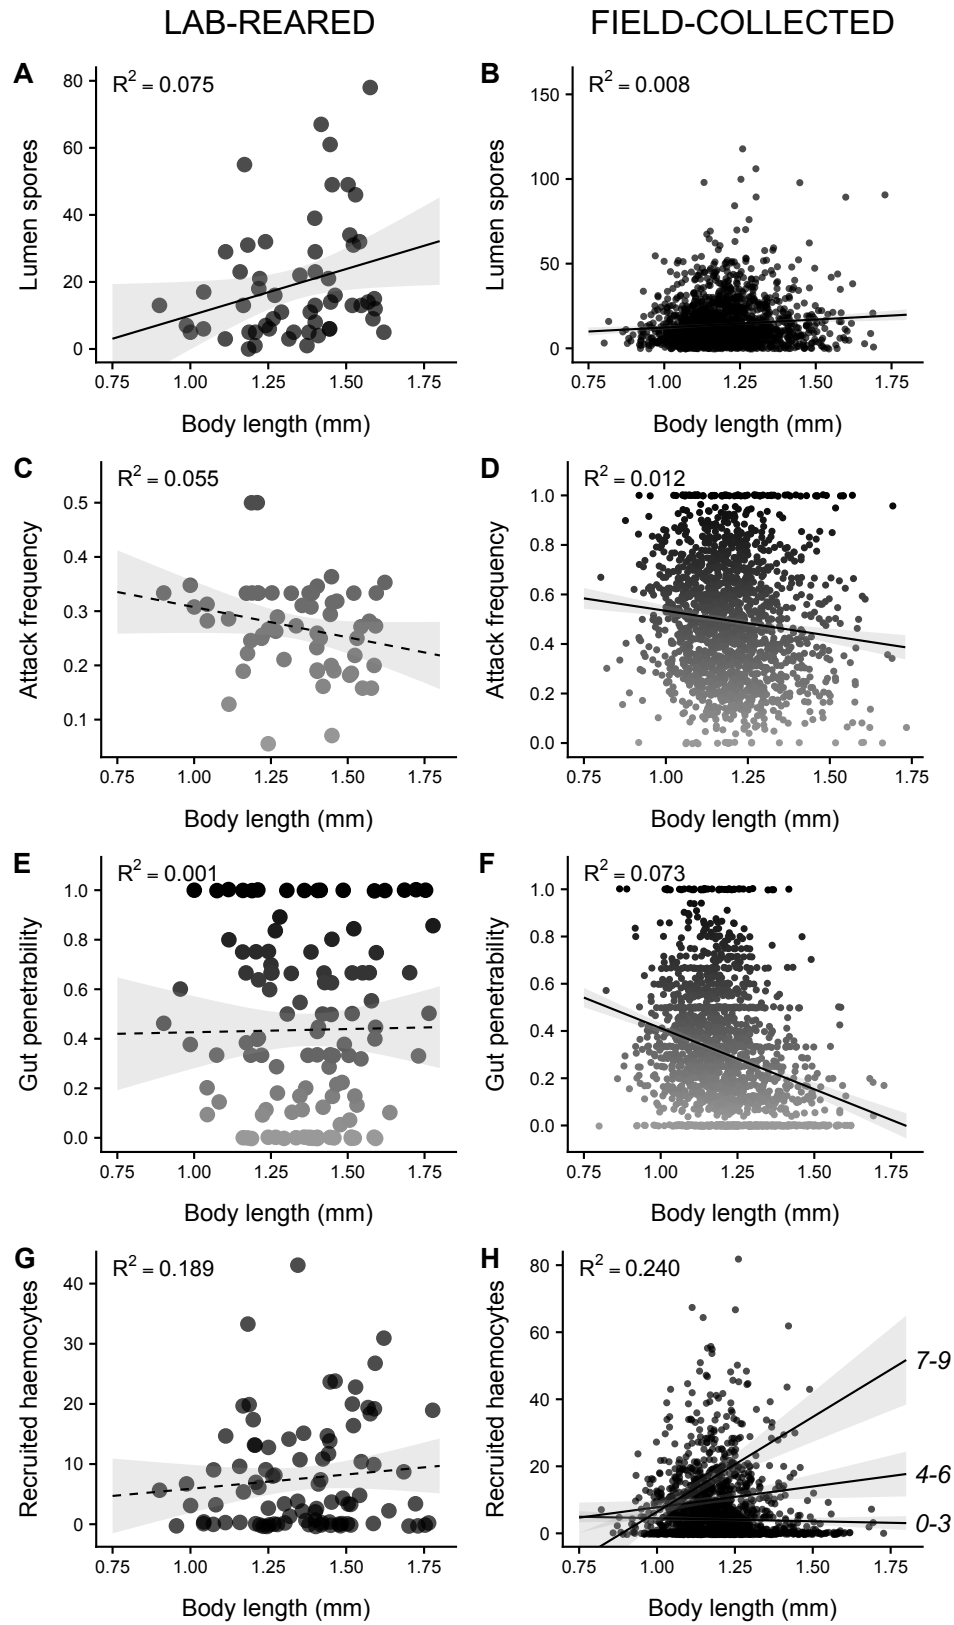 LAB-REARED FIELD-COLLECTED
A
R² = 0.075
Lumen spores
80
60
40
20
0
0.75 1.00 1.25 1.50 1.75
Body length (mm)
B
R² = 0.008
Lumen spores
150
100
50
0
0.75 1.00 1.25 1.50 1.75
Body length (mm)
C
R² = 0.055
Attack frequency
0.5
0.4
0.3
0.2
0.1
0.75 1.00 1.25 1.50 1.75
Body length (mm)
D
R² = 0.012
Attack frequency
1.0
0.8
0.6
0.4
0.2
0.0
0.75 1.00 1.25 1.50 1.75
Body length (mm)
E
R² = 0.001
Gut penetrability
1.0
0.8
0.6
0.4
0.2
0.0
0.75 1.00 1.25 1.50 1.75
Body length (mm)
F
R² = 0.073
Gut penetrability
1.0
0.8
0.6
0.4
0.2
0.0
0.75 1.00 1.25 1.50 1.75
Body length (mm)
G
R² = 0.189
Recruited haemocytes
40
30
20
10
0
0.75 1.00 1.25 1.50 1.75
Body length (mm)
H
R² = 0.240
Recruited haemocytes
80
60
40
20
0
7-9
4-6
0-3
0.75 1.00 1.25 1.50 1.75
Body length (mm)